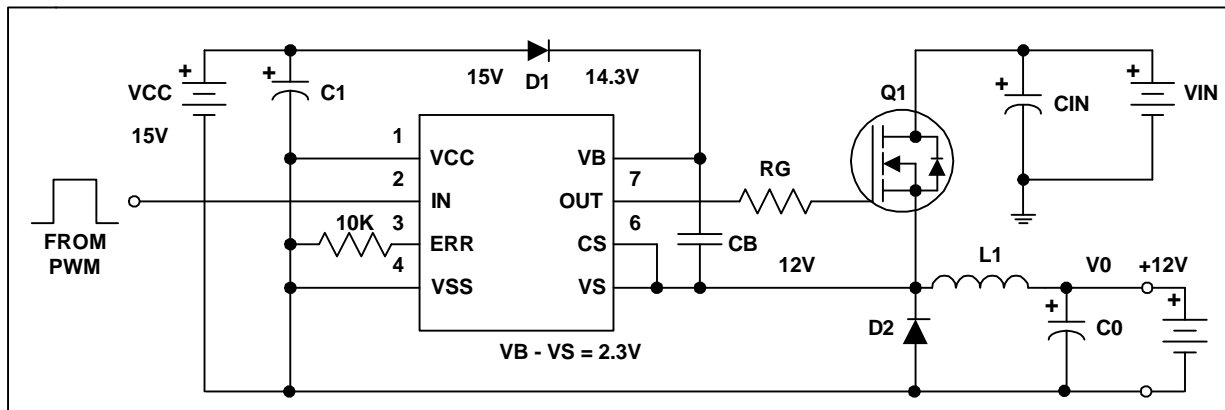 15V
14.3V
D1
VCC
15V
C1
Q1
CIN
VIN
1
VCC
VB
2
7
RG
IN
OUT
FROM
PWM
10K
3
6
ERR
CS
CB
4
12V
L1
V0
+12V
VSS
VS
D2
C0
VB - VS = 2.3V